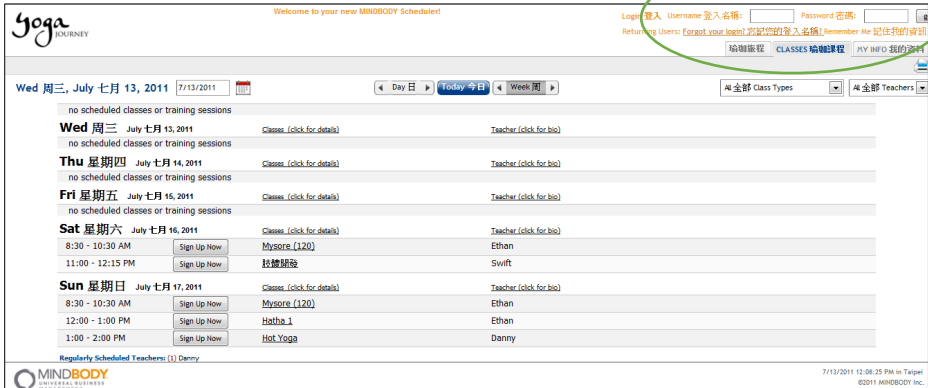 Yoga JOURNEY
Welcome to your new MINDBODY Scheduler!
Login 登入 Username 登入名稱: Password 密碼:
Returning Users: Forgot your login? 忘記您的登入名稱? Remember Me 記住我的資訊
瑜珈旅程 CLASSES 瑜珈課程 MY INFO 我的資料
Wed 周三, July 七月 13, 2011 7/13/2011 Day 日 Today 今日 Week 周 All 全部 Class Types All 全部 Teachers
no scheduled classes or training sessions
Wed 周三 July 七月 13, 2011 Classes (click for details) Teacher (click for bio)
no scheduled classes or training sessions
Thu 星期四 July 七月 14, 2011 Classes (click for details) Teacher (click for bio)
no scheduled classes or training sessions
Fri 星期五 July 七月 15, 2011 Classes (click for details) Teacher (click for bio)
no scheduled classes or training sessions
Sat 星期六 July 七月 16, 2011 Classes (click for details) Teacher (click for bio)
8:30 - 10:30 AM Sign Up Now Mysore (120) Ethan
11:00 - 12:15 PM Sign Up Now 肢體開發 Swift
Sun 星期日 July 七月 17, 2011 Classes (click for details) Teacher (click for bio)
8:30 - 10:30 AM Sign Up Now Mysore (120) Ethan
12:00 - 1:00 PM Sign Up Now Hatha 1 Ethan
1:00 - 2:00 PM Sign Up Now Hot Yoga Danny
Regularly Scheduled Teachers: (1) Danny
MINDBODY
UNIVERSAL BUSINESS
7/13/2011 12:08:25 PM in Taipei
©2011 MINDBODY Inc.